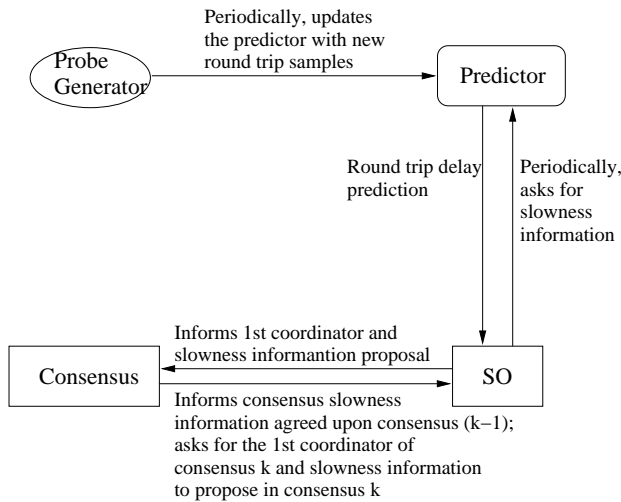 Periodically, updates
the predictor with new
round trip samples
Probe
Generator
Predictor
Round trip delay
prediction
Periodically,
asks for
slowness
information
Informs 1st coordinator and
slowness informantion proposal
Consensus
SO
Informs consensus slowness
information agreed upon consensus (k−1);
asks for the 1st coordinator of
consensus k and slowness information
to propose in consensus k